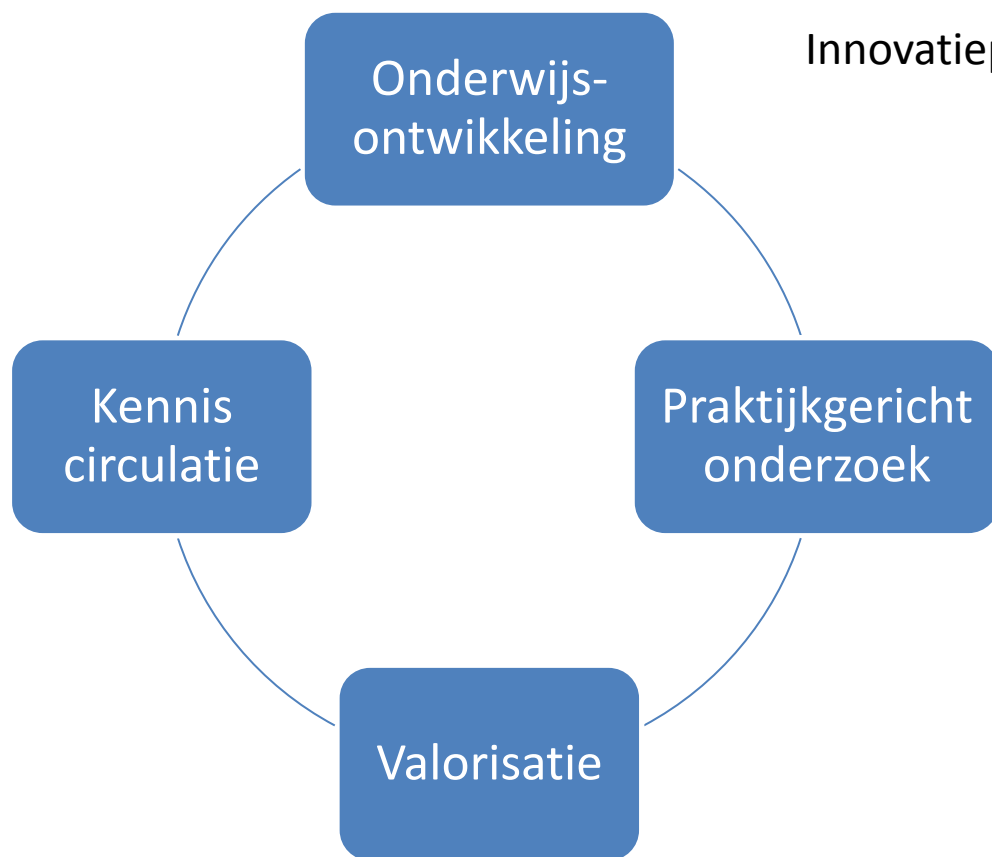 Onderwijs-
ontwikkeling
Kennis
circulatie
Praktijkgericht
onderzoek
Valorisatie